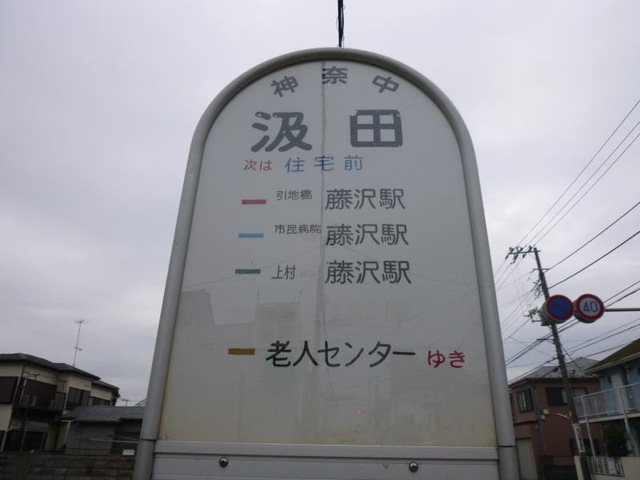 神奈中
汲田
次は 住宅前
引地橋 藤沢駅
市民病院 藤沢駅
上村 藤沢駅
老人センター ゆき
40